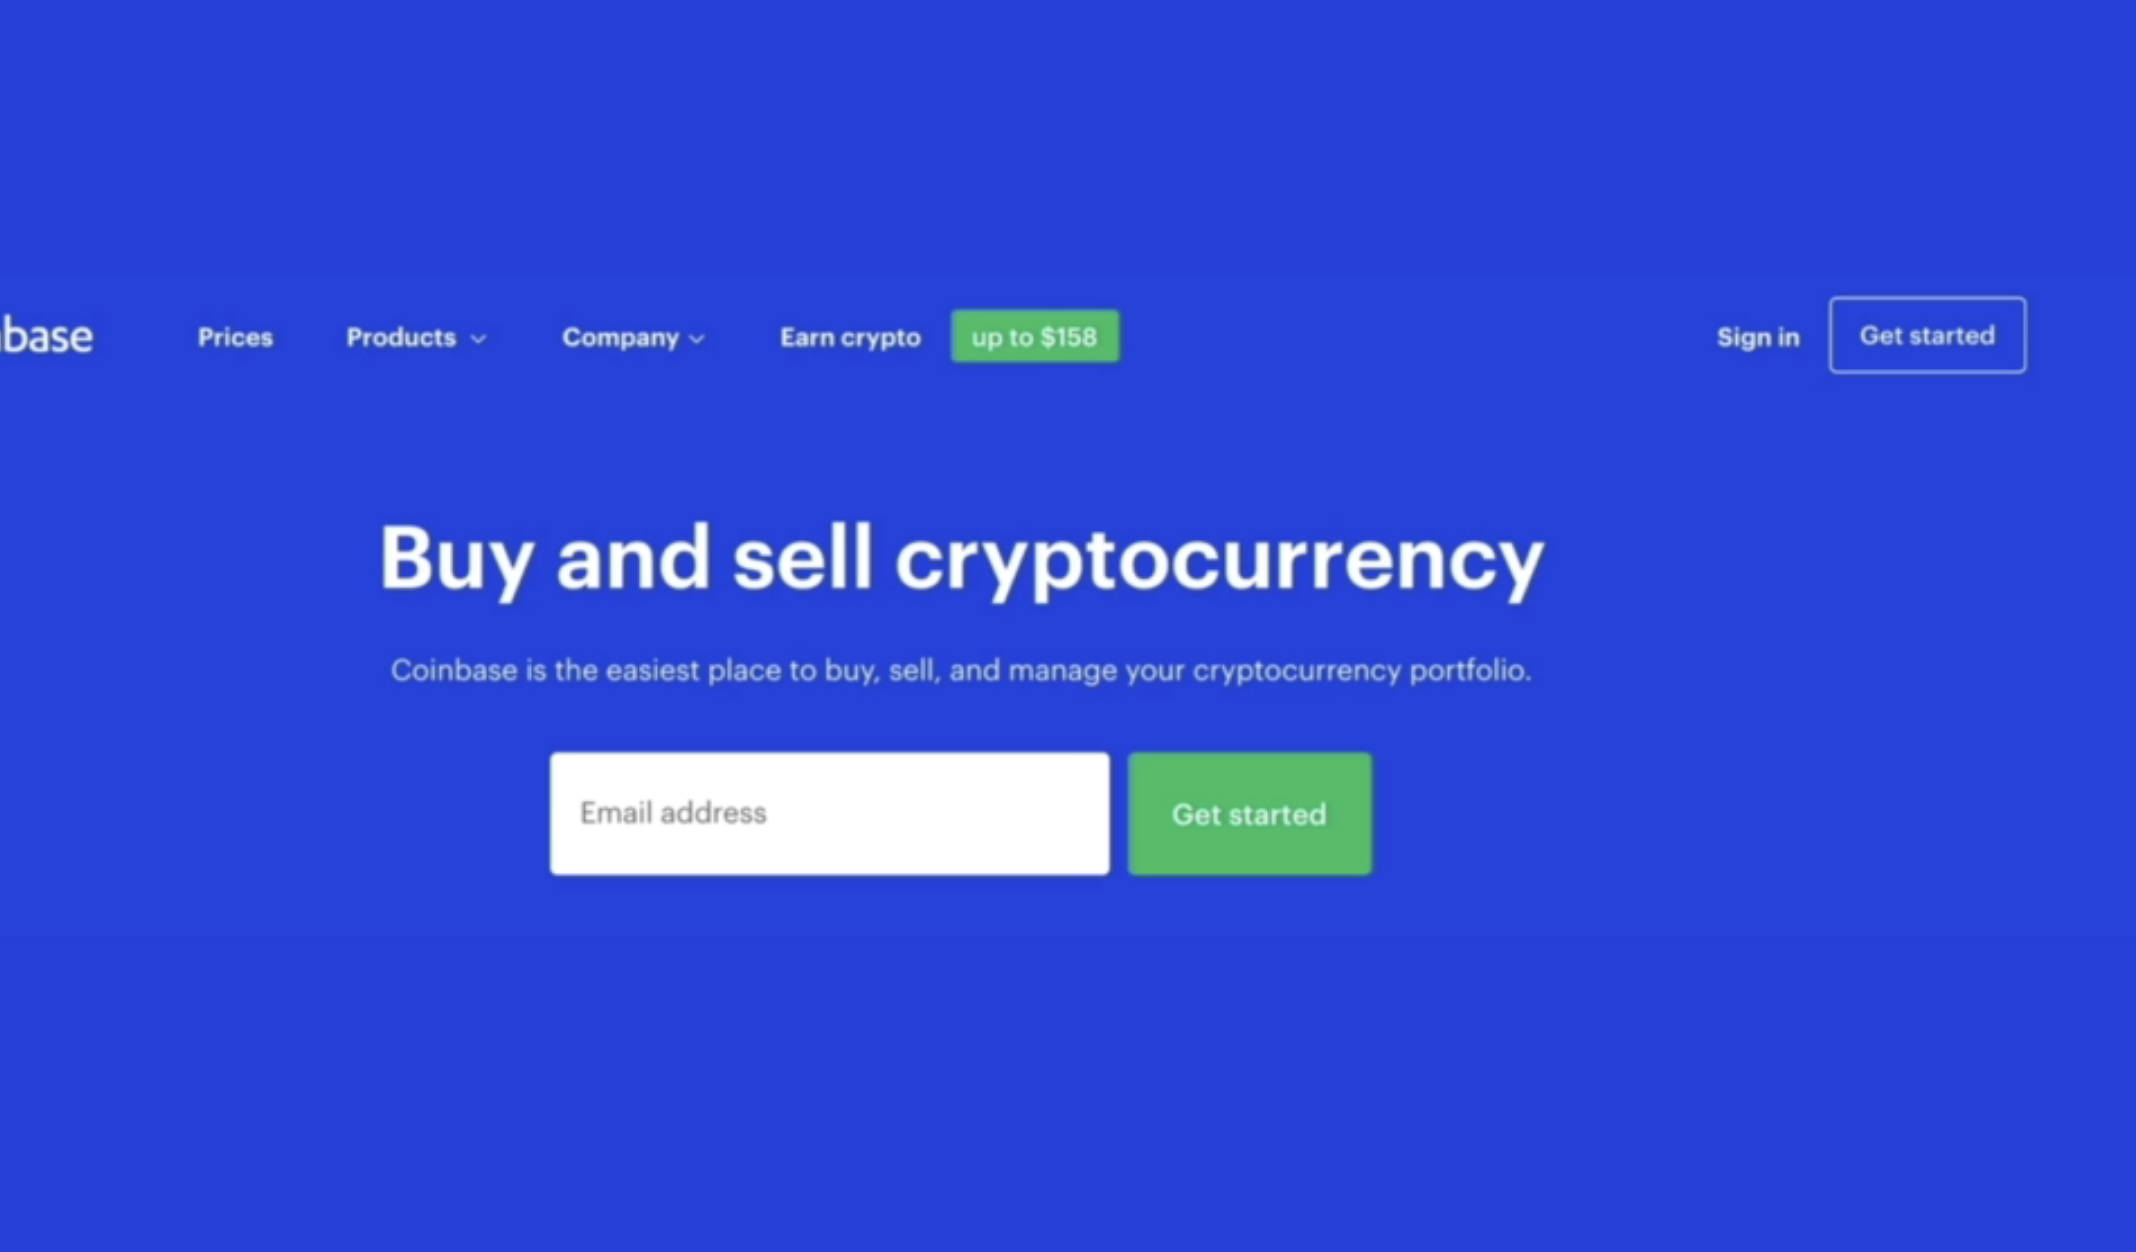 base
Prices
Products
Company
Earn crypto
up to $158
Sign in
Get started
Buy and sell cryptocurrency
Coinbase is the easiest place to buy, sell, and manage your cryptocurrency portfolio.
Email address
Get started